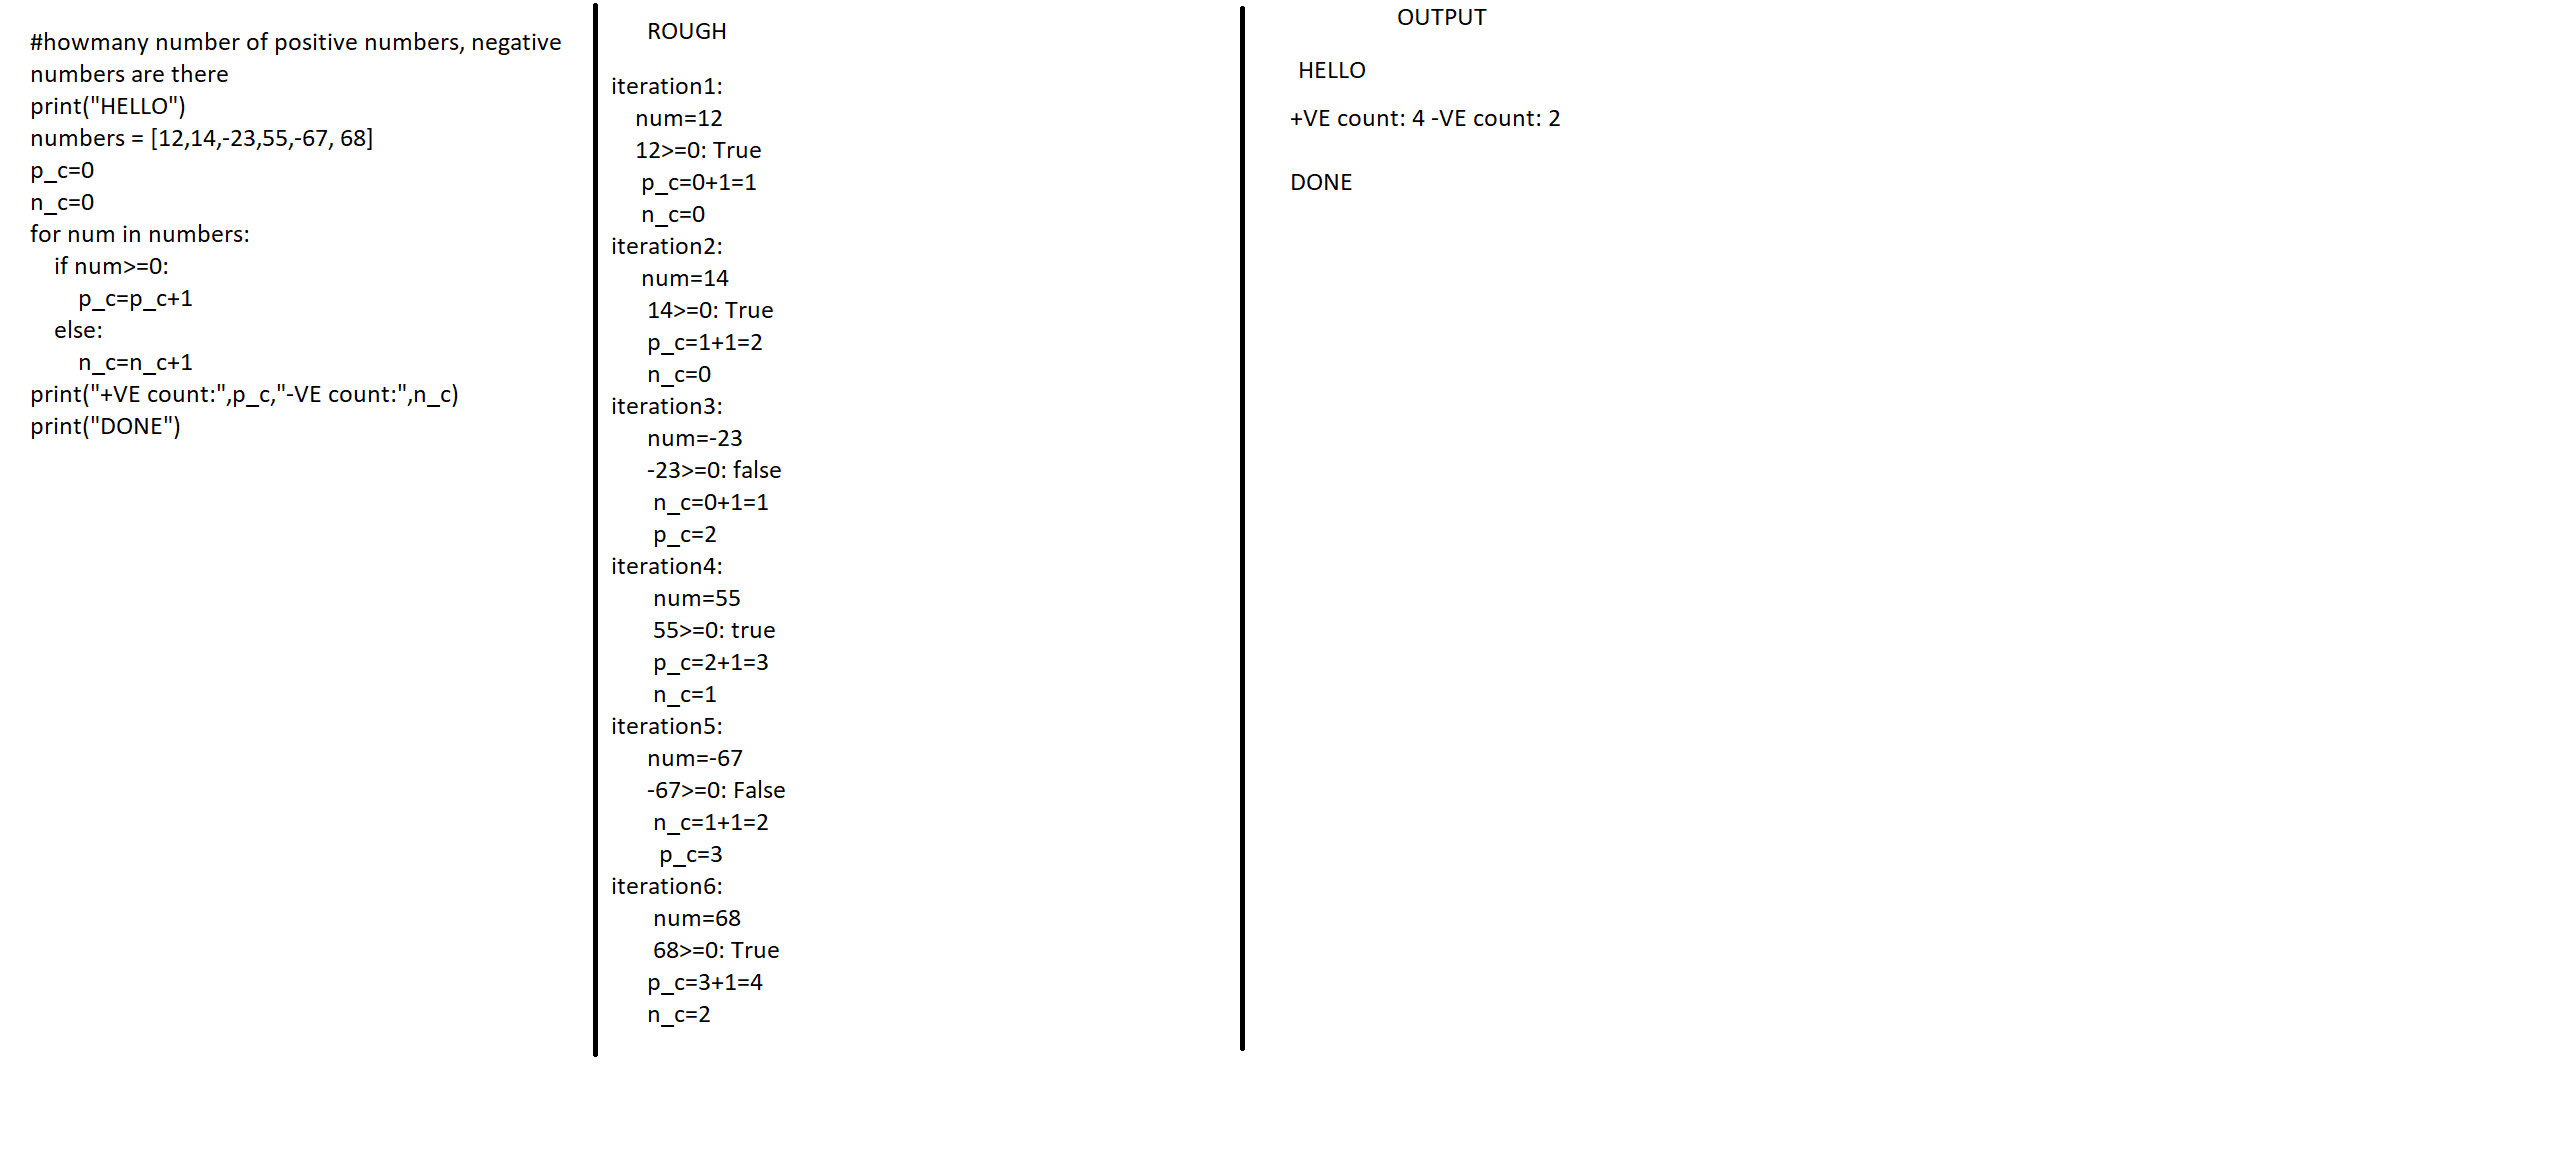 #howmany number of positive numbers, negative
numbers are there
print("HELLO")
numbers = [12,14,-23,55,-67, 68]
p_c=0
n_c=0
for num in numbers:
    if num>=0:
        p_c=p_c+1
    else:
        n_c=n_c+1
print("+VE count:",p_c,"-VE count:",n_c)
print("DONE")
ROUGH
iteration1:
    num=12
    12>=0: True
     p_c=0+1=1
     n_c=0
iteration2:
     num=14
      14>=0: True
      p_c=1+1=2
      n_c=0
iteration3:
      num=-23
      -23>=0: false
       n_c=0+1=1
       p_c=2
iteration4:
       num=55
       55>=0: true
       p_c=2+1=3
       n_c=1
iteration5:
      num=-67
      -67>=0: False
       n_c=1+1=2
        p_c=3
iteration6:
       num=68
       68>=0: True
      p_c=3+1=4
      n_c=2
OUTPUT
HELLO
+VE count: 4 -VE count: 2
DONE